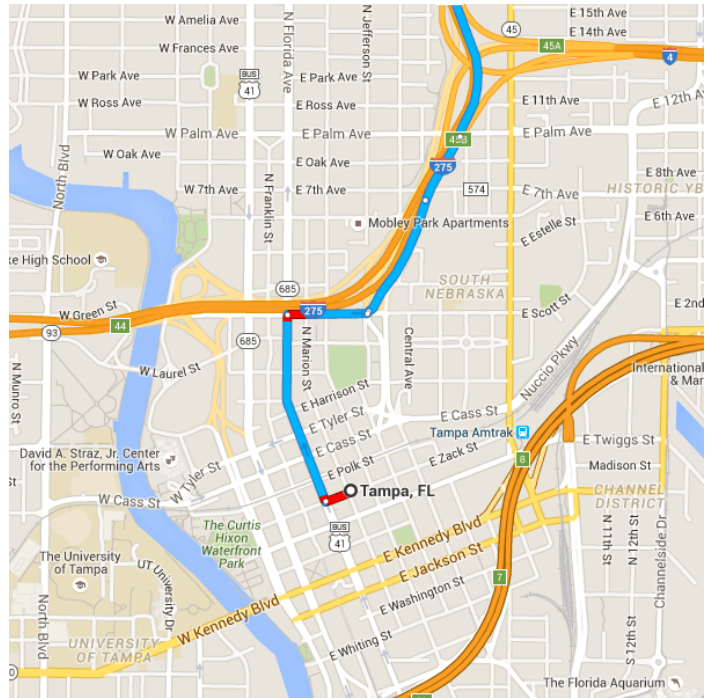 W Amelia Ave
N Florida Ave
N Jefferson St
E 15th Ave
45
E 14th Ave
W Frances Ave
45A
4
W Park Ave
BUS
41
E Park Ave
W Ross Ave
E Ross Ave
E 11th Ave
E 12th Ave
North Blvd
W Palm Ave
E Palm Ave
45B
E Palm Ave
W Oak Ave
E Oak Ave
275
E 8th Ave
W 7th Ave
E 7th Ave
574
E 7th Ave
HISTORIC YB
N Franklin St
E 6th Ave
Mobley Park Apartments
E Estelle St
ke High School
SOUTH
NEBRASKA
685
W Green St
275
E Scott St
E 2nd
93
44
685
N Marion St
Central Ave
Nuccio Pkwy
W Laurel St
International
& Mar
N Munro St
E Harrison St
E Tyler St
E Cass St
E Cass St
Tampa Amtrak
E Twiggs St
David A. Straz, Jr. Center
for the Performing Arts
W Tyler St
E Polk St
E Zack St
8
Madison St
W Cass St
Tampa, FL
CHANNEL
DISTRICT
The Curtis
Hixon
Waterfront
Park
BUS
41
E Kennedy Blvd
N 11th St
N 12th St
Channelside Dr
The University
of Tampa
UT University Dr
E Jackson St
7
E Washington St
North Blvd
W Kennedy Blvd
UNIVERSITY
OF TAMPA
E Whiting St
S 12th St
The Florida Aquarium